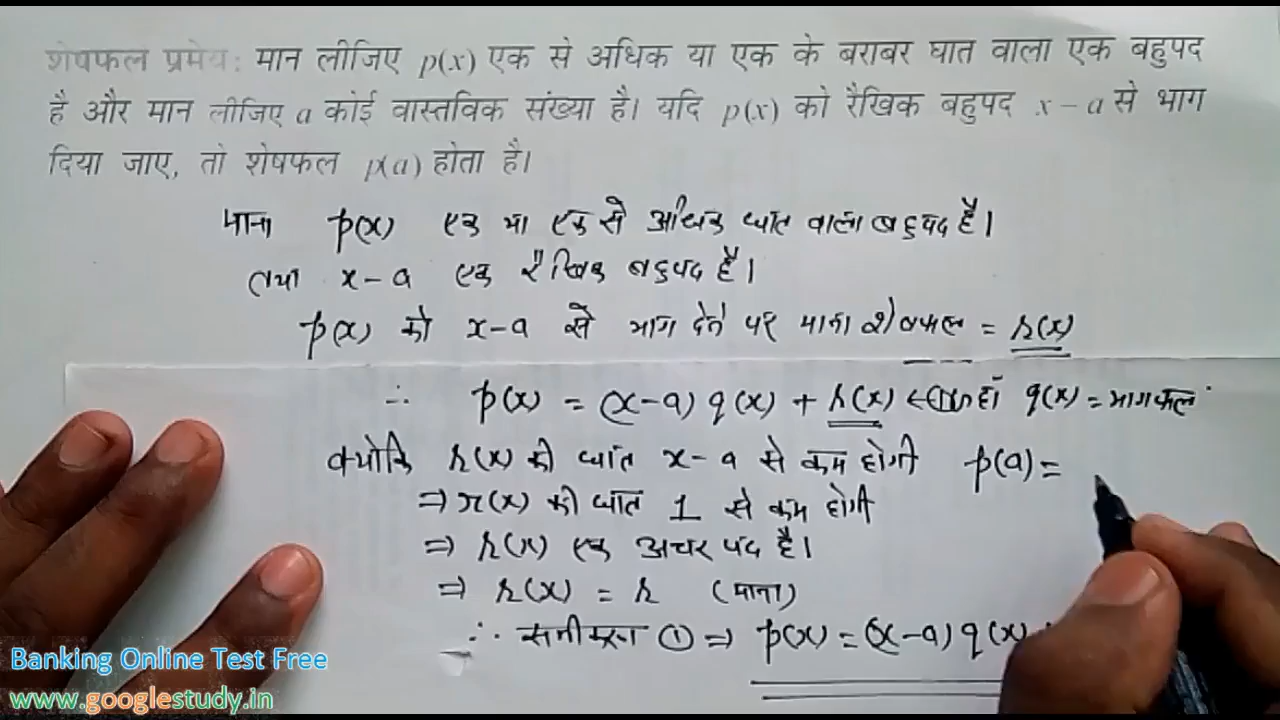 शेषफल प्रमेय: मान लीजिए p(x) एक से अधिक या एक के बराबर घात वाला एक बहुपद
है और मान लीजिए a कोई वास्तविक संख्या है। यदि p(x) को रैखिक बहुपद x – a से भाग
दिया जाए, तो शेषफल p(a) होता है।
माना p(x) एक या एक से अधिक घात वाला बहुपद है।
तथा x – a एक रैखिक बहुपद है।
p(x) को x – a से भाग देने पर माना शेषफल = r(x)
∴ p(x) = (x – a) q(x) + r(x) ← ① जहाँ q(x) = भागफल
क्योंकि r(x) की घात x – a से कम होगी p(a) =
⇒ r(x) की घात 1 से कम होगी
⇒ r(x) एक अचर पद है।
⇒ r(x) = r (माना)
∴ समीकरण ① ⇒ p(x) = (x – a) q(x)
Banking Online Test Free
www.googlestudy.in